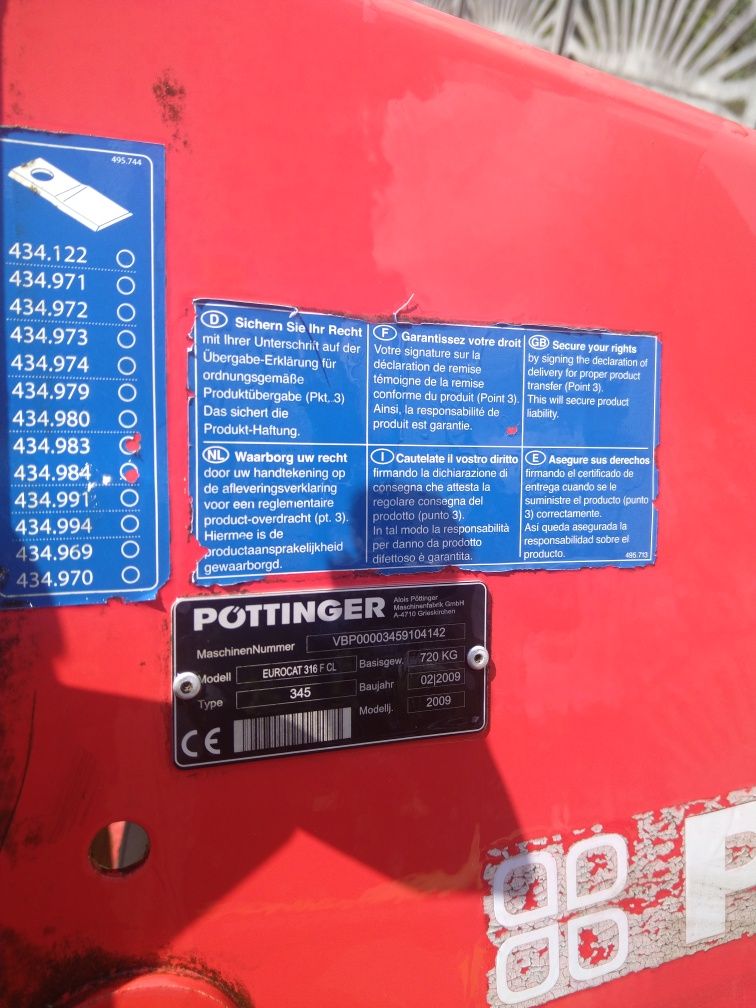 495.744
434.122
434.971
434.972
434.973
434.974
434.979
434.980
434.983
434.984
434.991
434.994
434.969
434.970
D Sichern Sie Ihr Recht
mit Ihrer Unterschrift auf der
Übergabe-Erklärung für
ordnungsgemäße
Produktübergabe (Pkt. 3)
Das sichert die
Produkt-Haftung.
F Garantissez votre droit
Votre signature sur la
déclaration de remise
témoigne de la remise
conforme du produit (Point 3).
Ainsi, la responsabilité de
produit est garantie.
GB Secure your rights
by signing the declaration of
delivery for proper product
transfer (Point 3).
This will secure product
liability.
NL Waarborg uw recht
door uw handtekening op
de afleveringsverklaring
voor een reglementaire
product-overdracht (pt. 3).
Hiermee is de
productaansprakelijkheid
gewaarborgd.
I Cautelate il vostro diritto
firmando la dichiarazione di
consegna che attesta la
regolare consegna del
prodotto (punto 3).
In tal modo la responsabilità
per danno da prodotto
difettoso è garantita.
E Asegure sus derechos
firmando el certificado de
entrega cuando se le
suministre el producto (punto
3) correctamente.
Asi queda asegurada la
responsabilidad sobre el
producto.
495.713
PÖTTINGER
Alois Pöttinger
Maschinenfabrik GmbH
A-4710 Grieskirchen
MaschinenNummer VBP00003459104142
Modell EUROCAT 316 F CL Basisgew. 720 KG
Type 345 Baujahr 02|2009
Modellj. 2009
CE
P